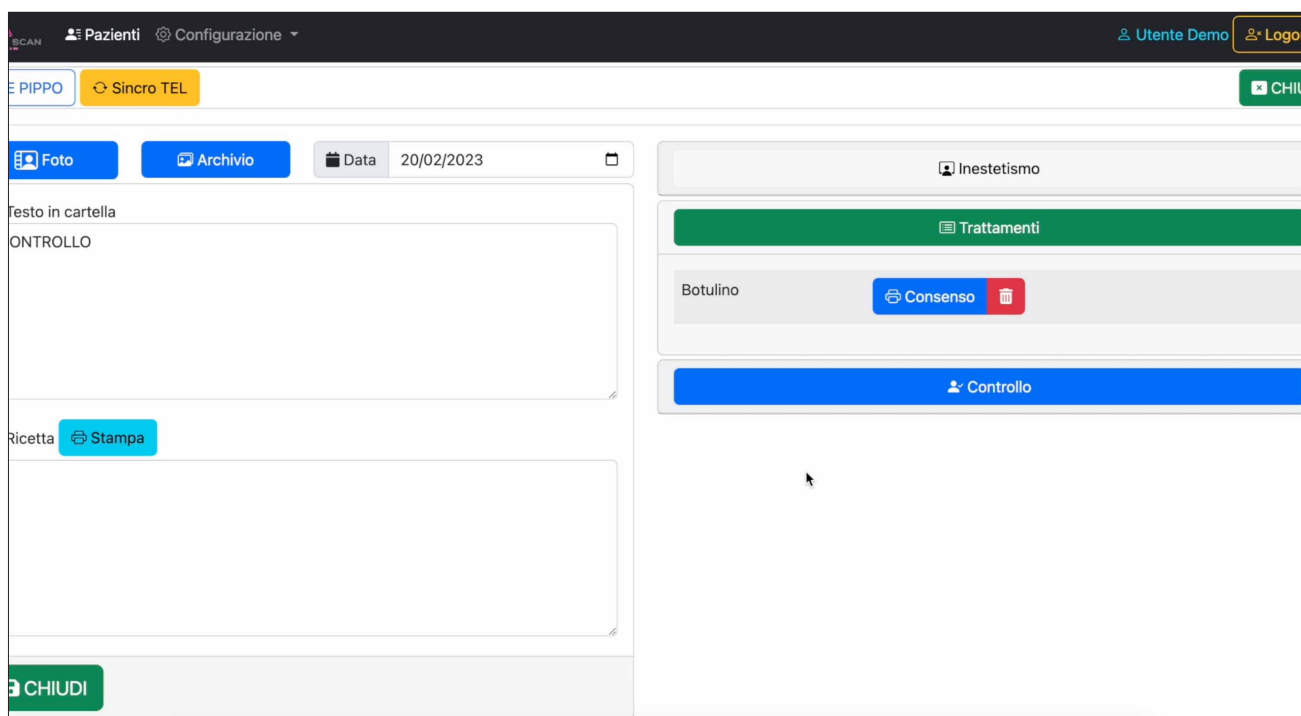 SCAN
Pazienti Configurazione
Utente Demo
PIPPO
Sincro TEL
Foto
Archivio
Data 20/02/2023
Inestetismo
Testo in cartella
Trattamenti
ONTROLLO
Botulino
Consenso
Controllo
Ricetta Stampa
CHIUDI